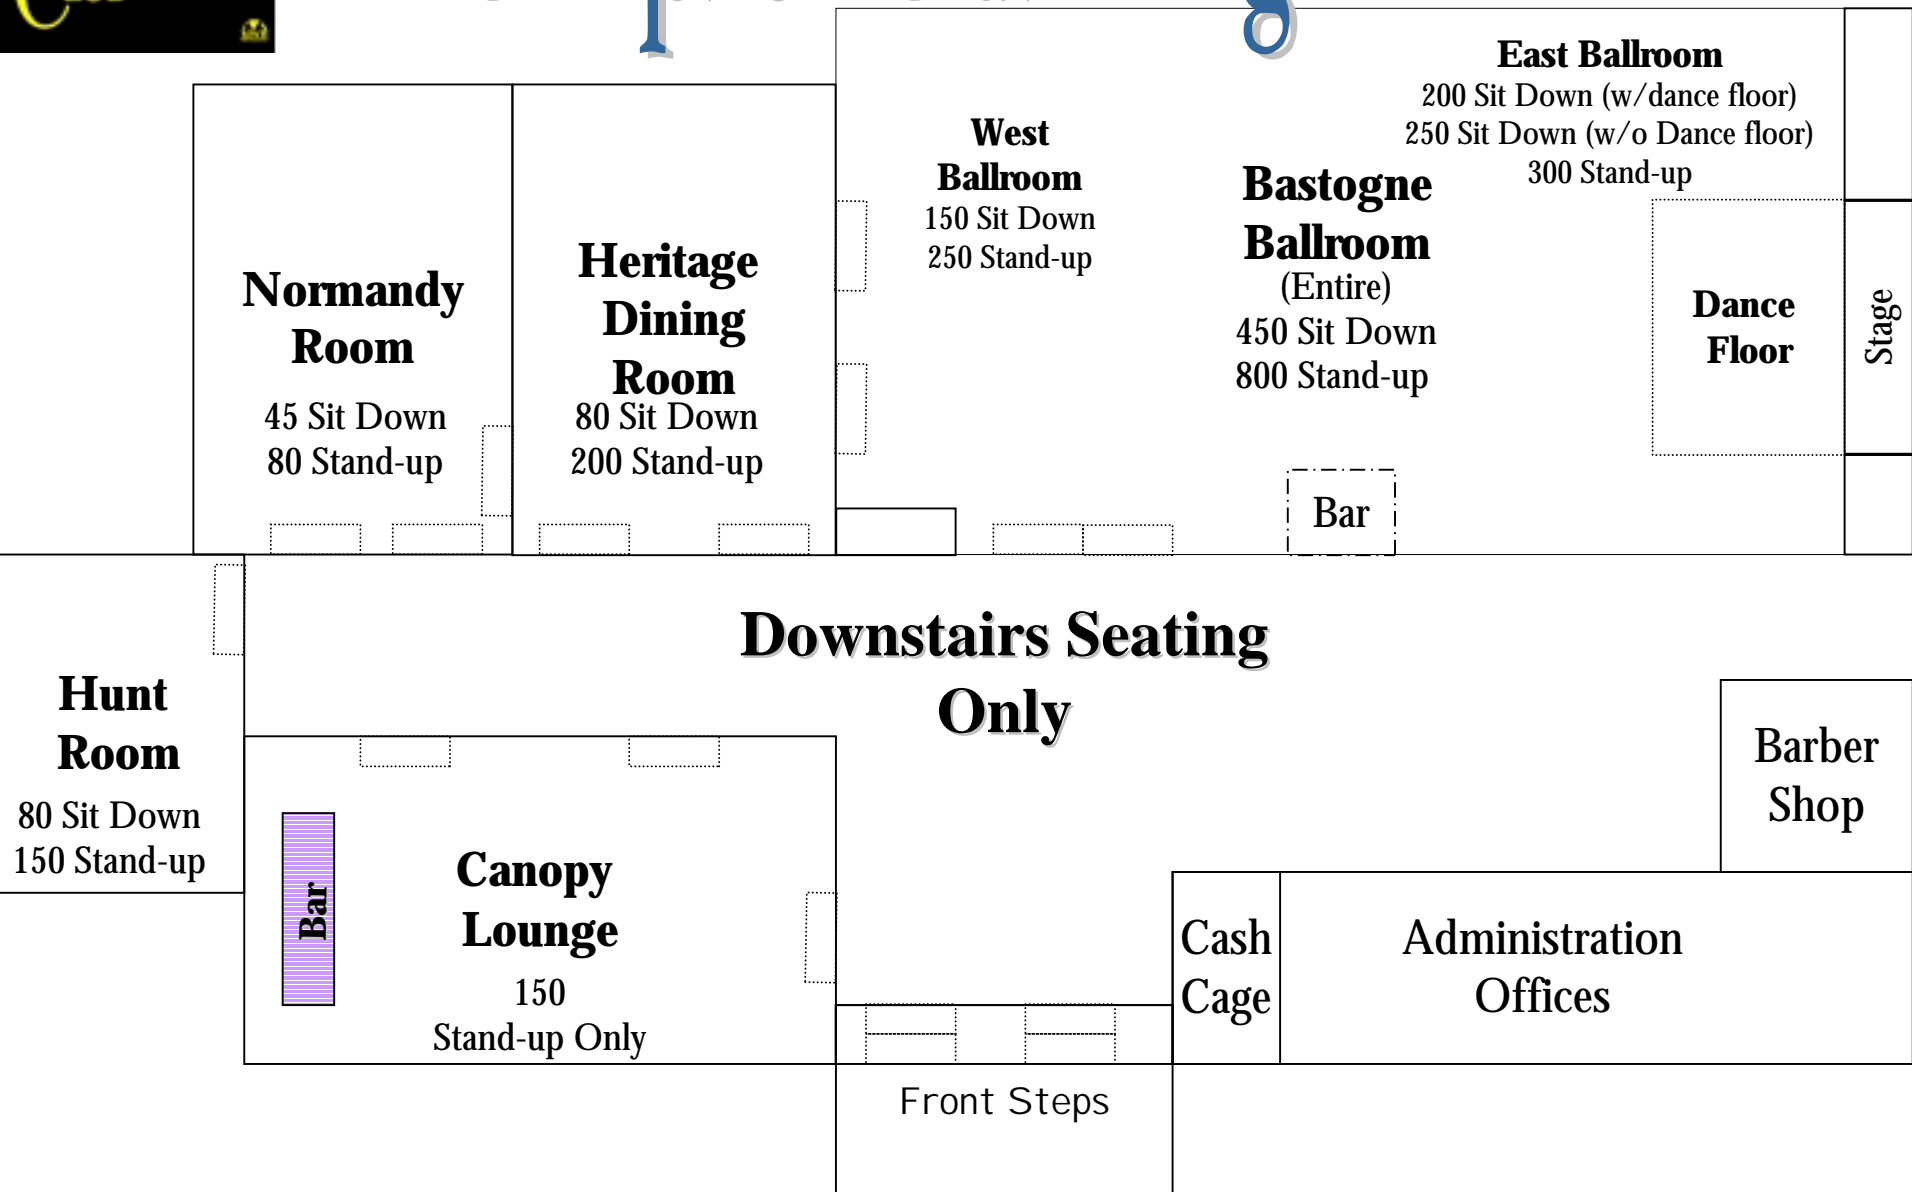 East Ballroom
200 Sit Down (w/dance floor)
250 Sit Down (w/o Dance floor)
300 Stand-up
West
Ballroom
150 Sit Down
250 Stand-up
Bastogne
Ballroom
(Entire)
450 Sit Down
800 Stand-up
Normandy
Room
45 Sit Down
80 Stand-up
Heritage
Dining
Room
80 Sit Down
200 Stand-up
Dance
Floor
Stage
Bar
Downstairs Seating
Only
Hunt
Room
80 Sit Down
150 Stand-up
Bar
Canopy
Lounge
150
Stand-up Only
Barber
Shop
Cash
Cage
Administration
Offices
Front Steps